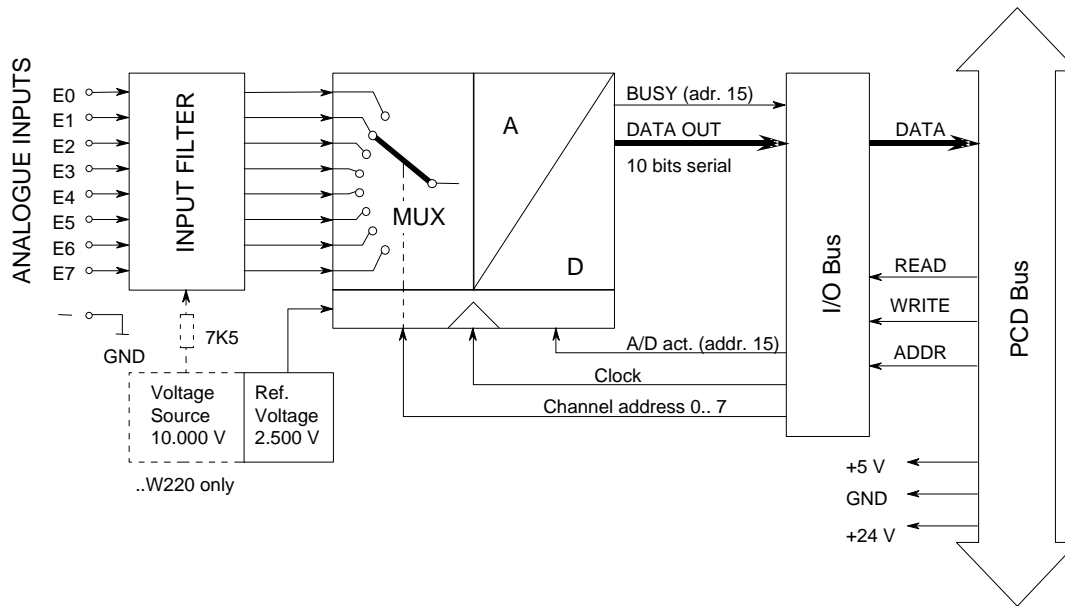 ANALOGUE INPUTS
E0
E1
E2
E3
E4
E5
E6
E7
GND
INPUT FILTER
7K5
Voltage
Source
10.000 V
Ref.
Voltage
2.500 V
..W220 only
MUX
A
D
BUSY (adr. 15)
DATA OUT
10 bits serial
A/D act. (addr. 15)
Clock
Channel address 0.. 7
I/O Bus
DATA
READ
WRITE
ADDR
+5 V
GND
+24 V
PCD Bus